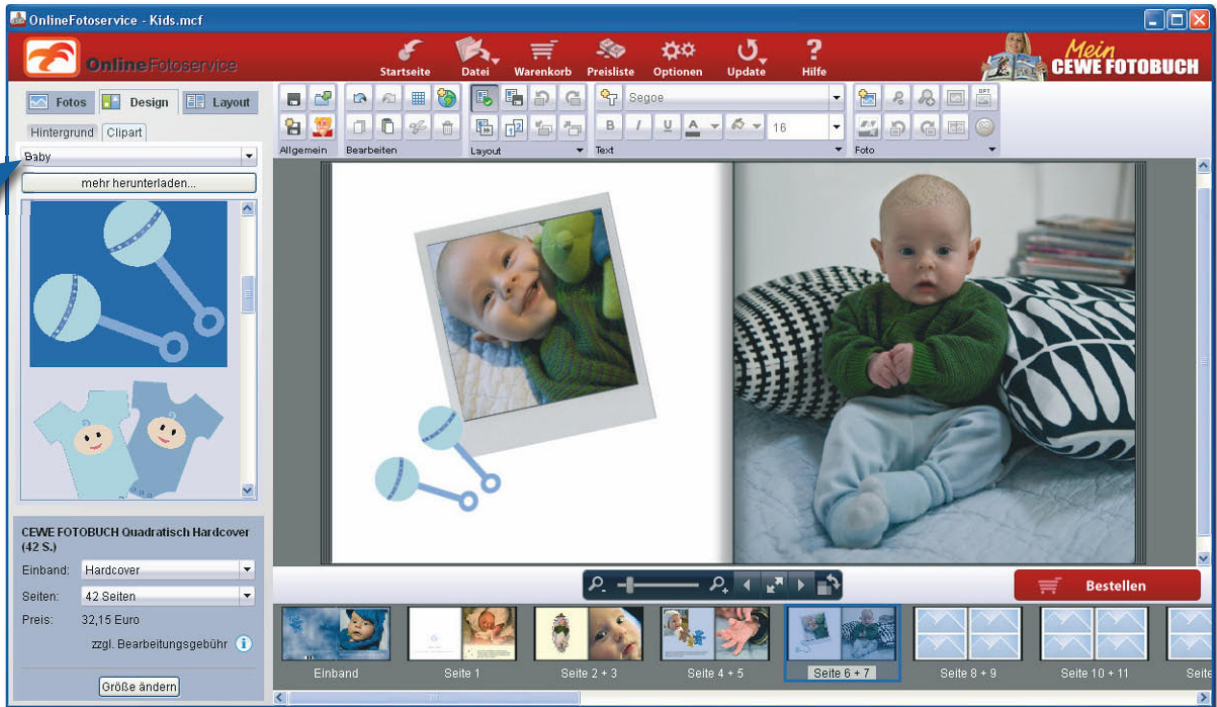 OnlineFotoservice - Kids.mcf
OnlineFotoservice
Startseite Datei Warenkorb Preisliste Optionen Update Hilfe
Mein
CEWE FOTOBUCH
Fotos Design Layout
Hintergrund Clipart
Baby
mehr herunterladen...
Segoe
B I U A 16
Allgemein Bearbeiten Layout Text Foto
CEWE FOTOBUCH Quadratisch Hardcover
(42 S.)
Einband: Hardcover
Seiten: 42 Seiten
Preis: 32,15 Euro
zzgl. Bearbeitungsgebühr i
Größe ändern
Bestellen
Einband Seite 1 Seite 2 + 3 Seite 4 + 5 Seite 6 + 7 Seite 8 + 9 Seite 10 + 11 Seite